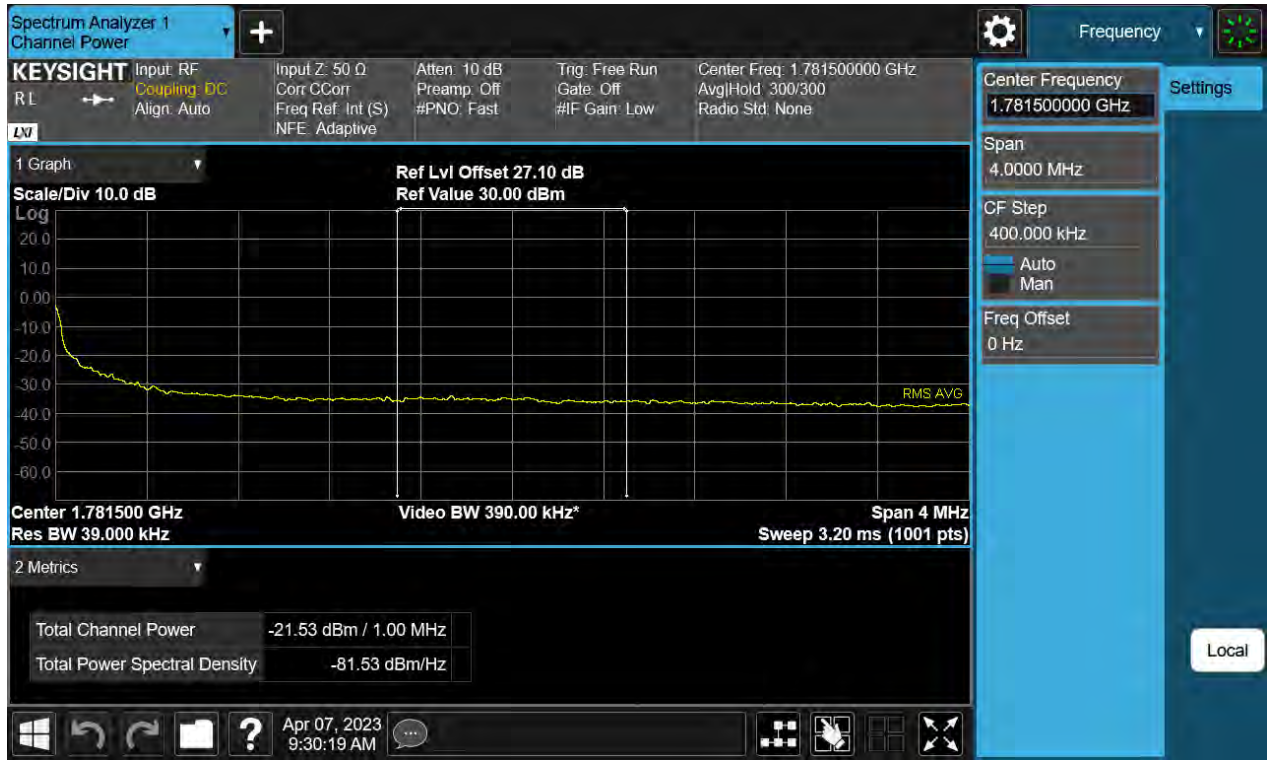 Spectrum Analyzer 1
Channel Power
+
Frequency
KEYSIGHT
RL
LXI
Input: RF
Coupling: DC
Align: Auto
Input Z: 50 Ω
Corr CCorr
Freq Ref: Int (S)
NFE: Adaptive
Atten: 10 dB
Preamp: Off
#PNO: Fast
Trig: Free Run
Gate: Off
#IF Gain: Low
Center Freq: 1.781500000 GHz
Avg|Hold: 300/300
Radio Std: None
Center Frequency
1.781500000 GHz
Settings
Span
4.0000 MHz
CF Step
400.000 kHz
Auto
Man
Freq Offset
0 Hz
1 Graph
Scale/Div 10.0 dB
Ref Lvl Offset 27.10 dB
Ref Value 30.00 dBm
Log
20.0
10.0
0.00
-10.0
-20.0
-30.0
-40.0
-50.0
-60.0
RMS AVG
Center 1.781500 GHz
Res BW 39.000 kHz
Video BW 390.00 kHz*
Span 4 MHz
Sweep 3.20 ms (1001 pts)
2 Metrics
Total Channel Power -21.53 dBm / 1.00 MHz
Total Power Spectral Density -81.53 dBm/Hz
Local
?
Apr 07, 2023
9:30:19 AM